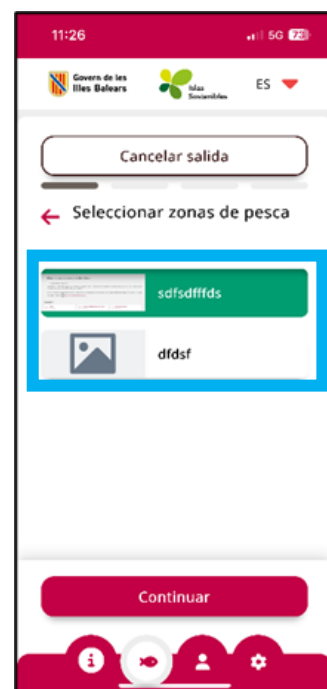 11:26
5G 73
Govern de les
Illes Balears
Islas
Sostenibles
ES
Cancelar salida
Seleccionar zonas de pesca
sdfsdfffds
dfdsf
Continuar